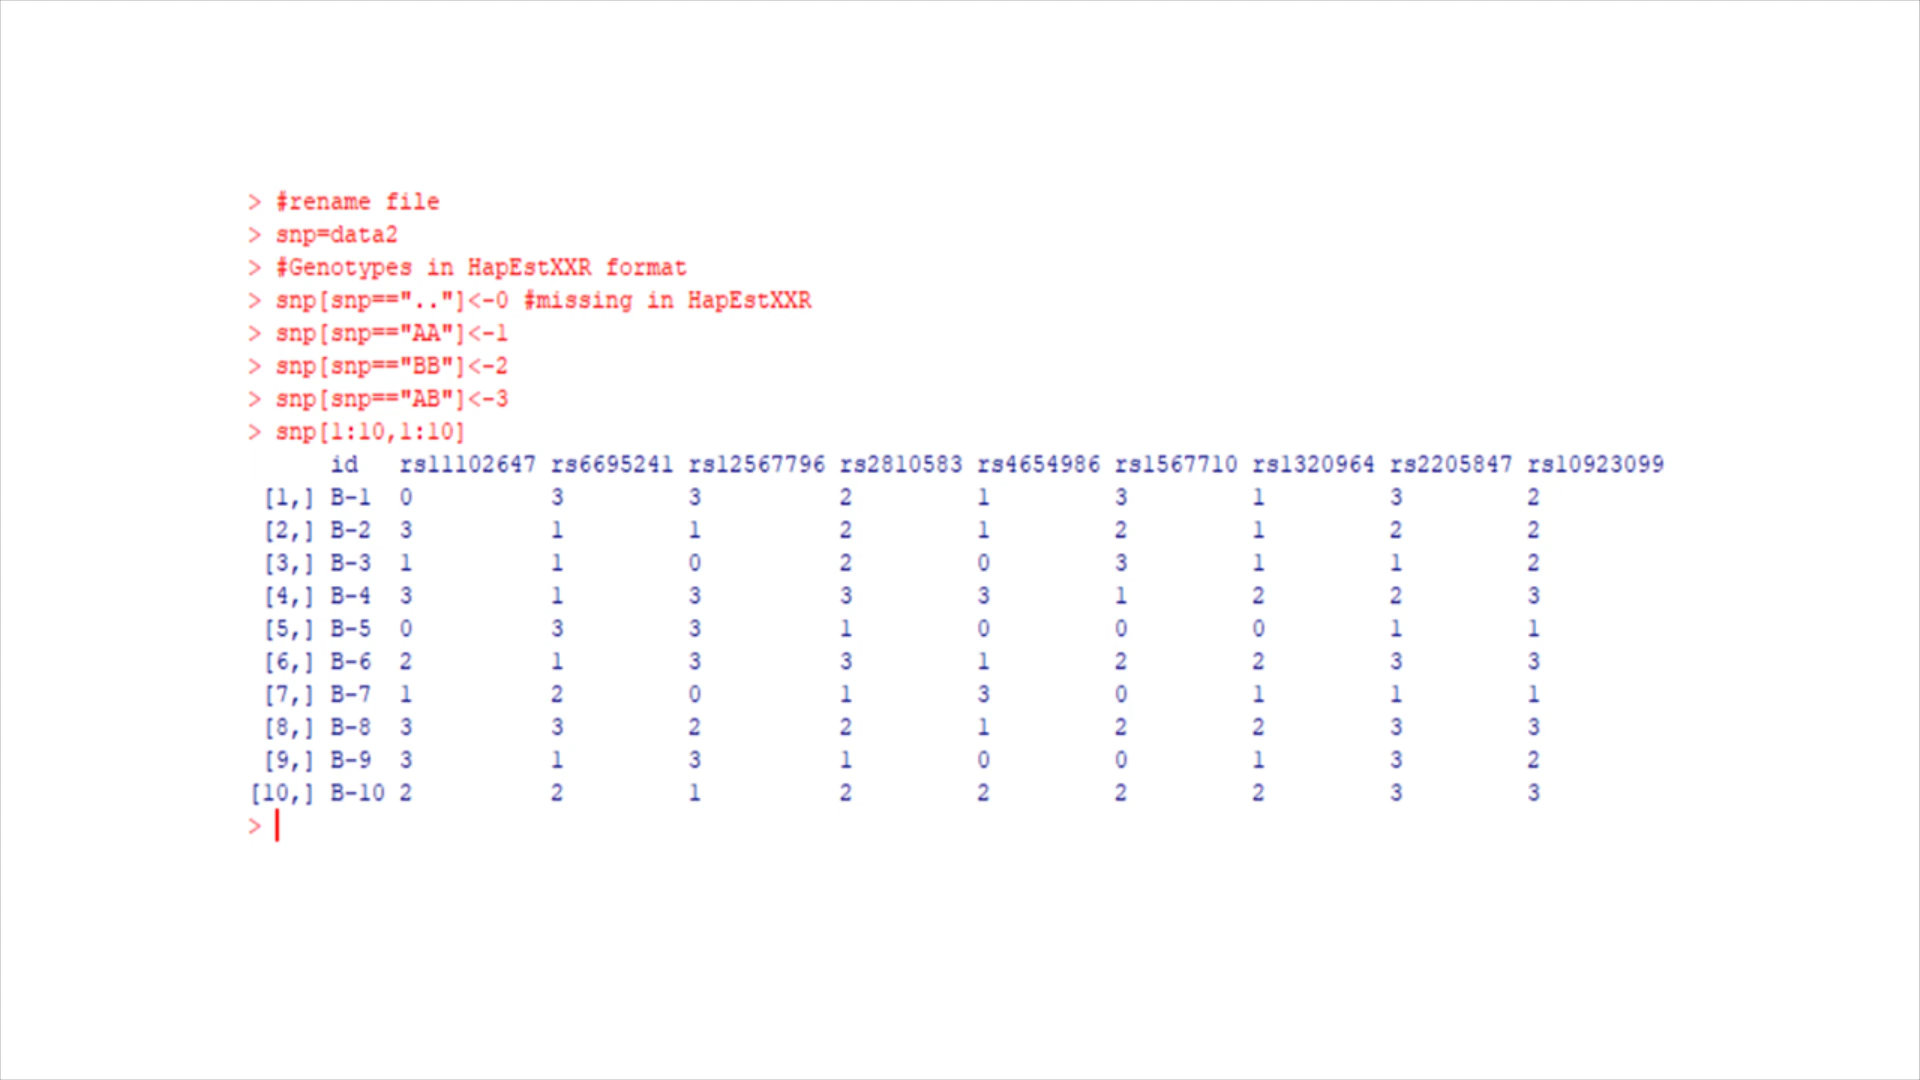 > #rename file
> snp=data2
> #Genotypes in HapEstXXR format
> snp[snp==".."]<-0 #missing in HapEstXXR
> snp[snp=="AA"]<-1
> snp[snp=="BB"]<-2
> snp[snp=="AB"]<-3
> snp[1:10,1:10]
id rs11102647 rs6695241 rs12567796 rs2810583 rs4654986 rs1567710 rs1320964 rs2205847 rs10923099
[1,] B-1 0 3 3 2 1 3 1 3 2
[2,] B-2 3 1 1 2 1 2 1 2 2
[3,] B-3 1 1 0 2 0 3 1 1 2
[4,] B-4 3 1 3 3 3 1 2 2 3
[5,] B-5 0 3 3 1 0 0 0 1 1
[6,] B-6 2 1 3 3 1 2 2 3 3
[7,] B-7 1 2 0 1 3 0 1 1 1
[8,] B-8 3 3 2 2 1 2 2 3 3
[9,] B-9 3 1 3 1 0 0 1 3 2
[10,] B-10 2 2 1 2 2 2 2 3 3
>